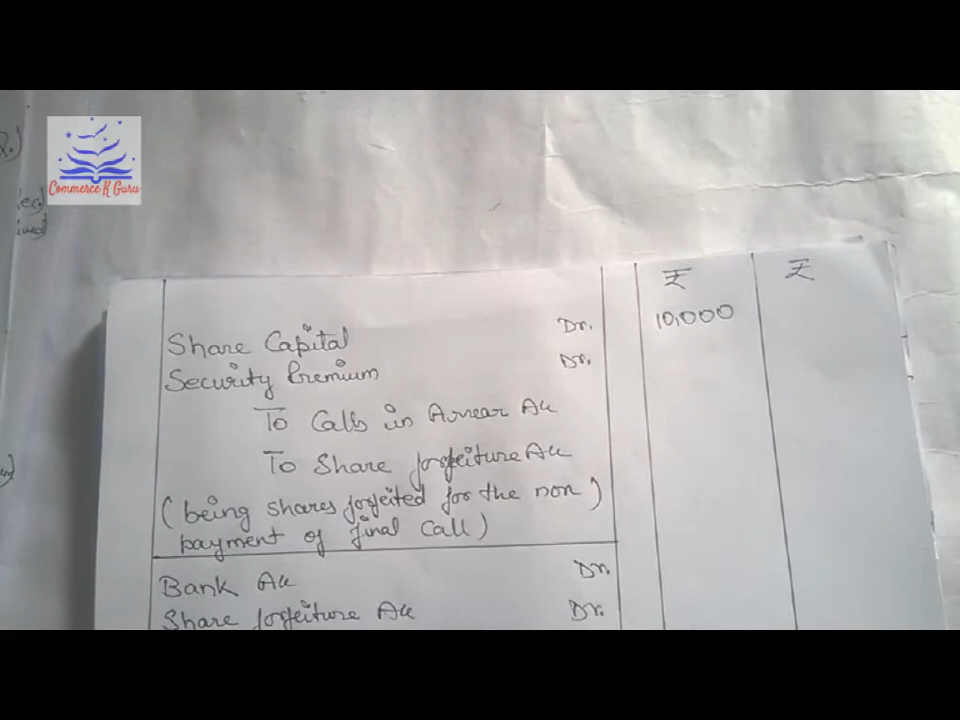 Commerce K Guru
₹ ₹
Share Capital Dr. 10,000
Security Premium Dr.
To Calls in Arrear A/c
To Share forfeiture A/c
(being shares forfeited for the non)
payment of final Call)
Bank A/c Dr.
Share forfeiture A/c Dr.